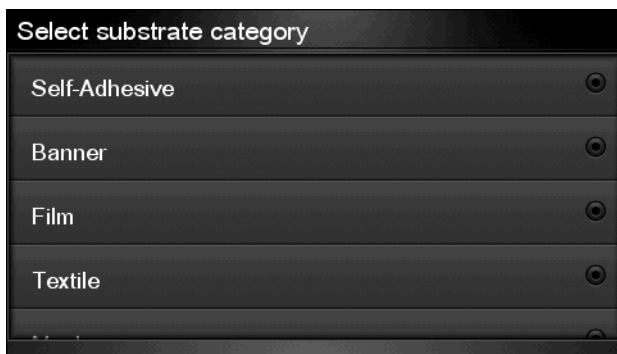 Select substrate category
Self-Adhesive
Banner
Film
Textile